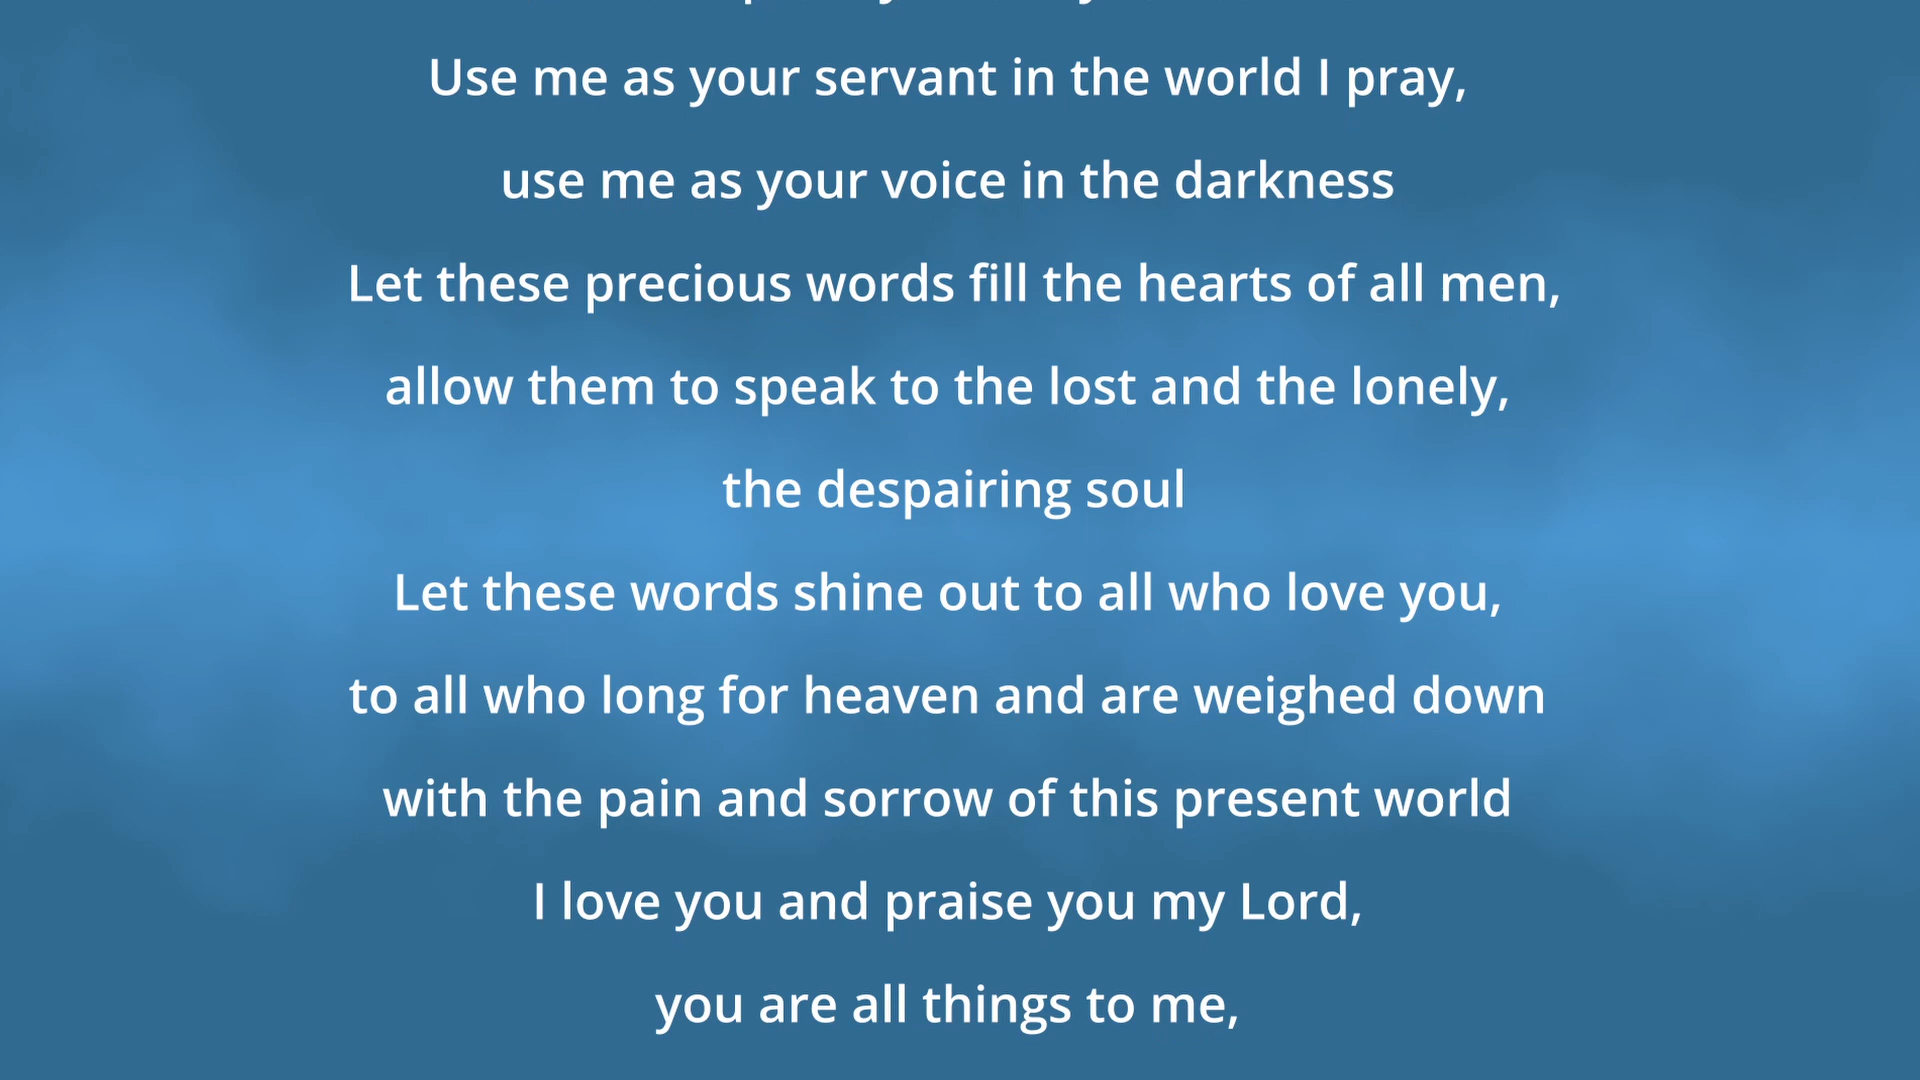 Use me as your servant in the world I pray,
use me as your voice in the darkness
Let these precious words fill the hearts of all men,
allow them to speak to the lost and the lonely,
the despairing soul
Let these words shine out to all who love you,
to all who long for heaven and are weighed down
with the pain and sorrow of this present world
I love you and praise you my Lord,
you are all things to me,